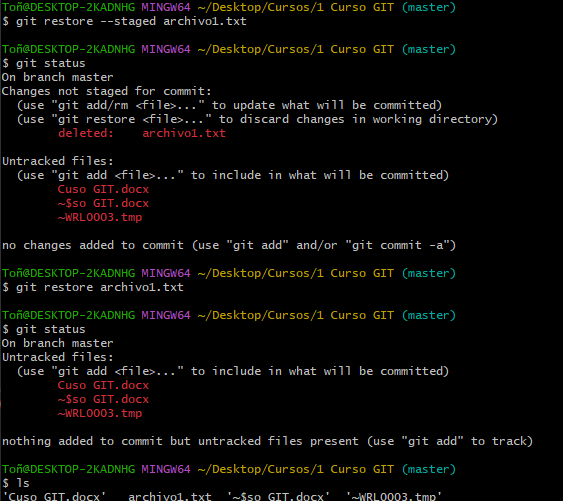 Toñ@DESKTOP-2KADNHG MINGW64 ~/Desktop/Cursos/1 Curso GIT (master)
$ git restore --staged archivo1.txt
Toñ@DESKTOP-2KADNHG MINGW64 ~/Desktop/Cursos/1 Curso GIT (master)
$ git status
On branch master
Changes not staged for commit:
  (use "git add/rm <file>..." to update what will be committed)
  (use "git restore <file>..." to discard changes in working directory)
        deleted:    archivo1.txt
Untracked files:
  (use "git add <file>..." to include in what will be committed)
        Cuso GIT.docx
        ~$so GIT.docx
        ~WRL0003.tmp
no changes added to commit (use "git add" and/or "git commit -a")
Toñ@DESKTOP-2KADNHG MINGW64 ~/Desktop/Cursos/1 Curso GIT (master)
$ git restore archivo1.txt
Toñ@DESKTOP-2KADNHG MINGW64 ~/Desktop/Cursos/1 Curso GIT (master)
$ git status
On branch master
Untracked files:
  (use "git add <file>..." to include in what will be committed)
        Cuso GIT.docx
        ~$so GIT.docx
        ~WRL0003.tmp
nothing added to commit but untracked files present (use "git add" to track)
Toñ@DESKTOP-2KADNHG MINGW64 ~/Desktop/Cursos/1 Curso GIT (master)
$ ls
'Cuso GIT.docx'   archivo1.txt  '~$so GIT.docx'  '~WRL0003.tmp'